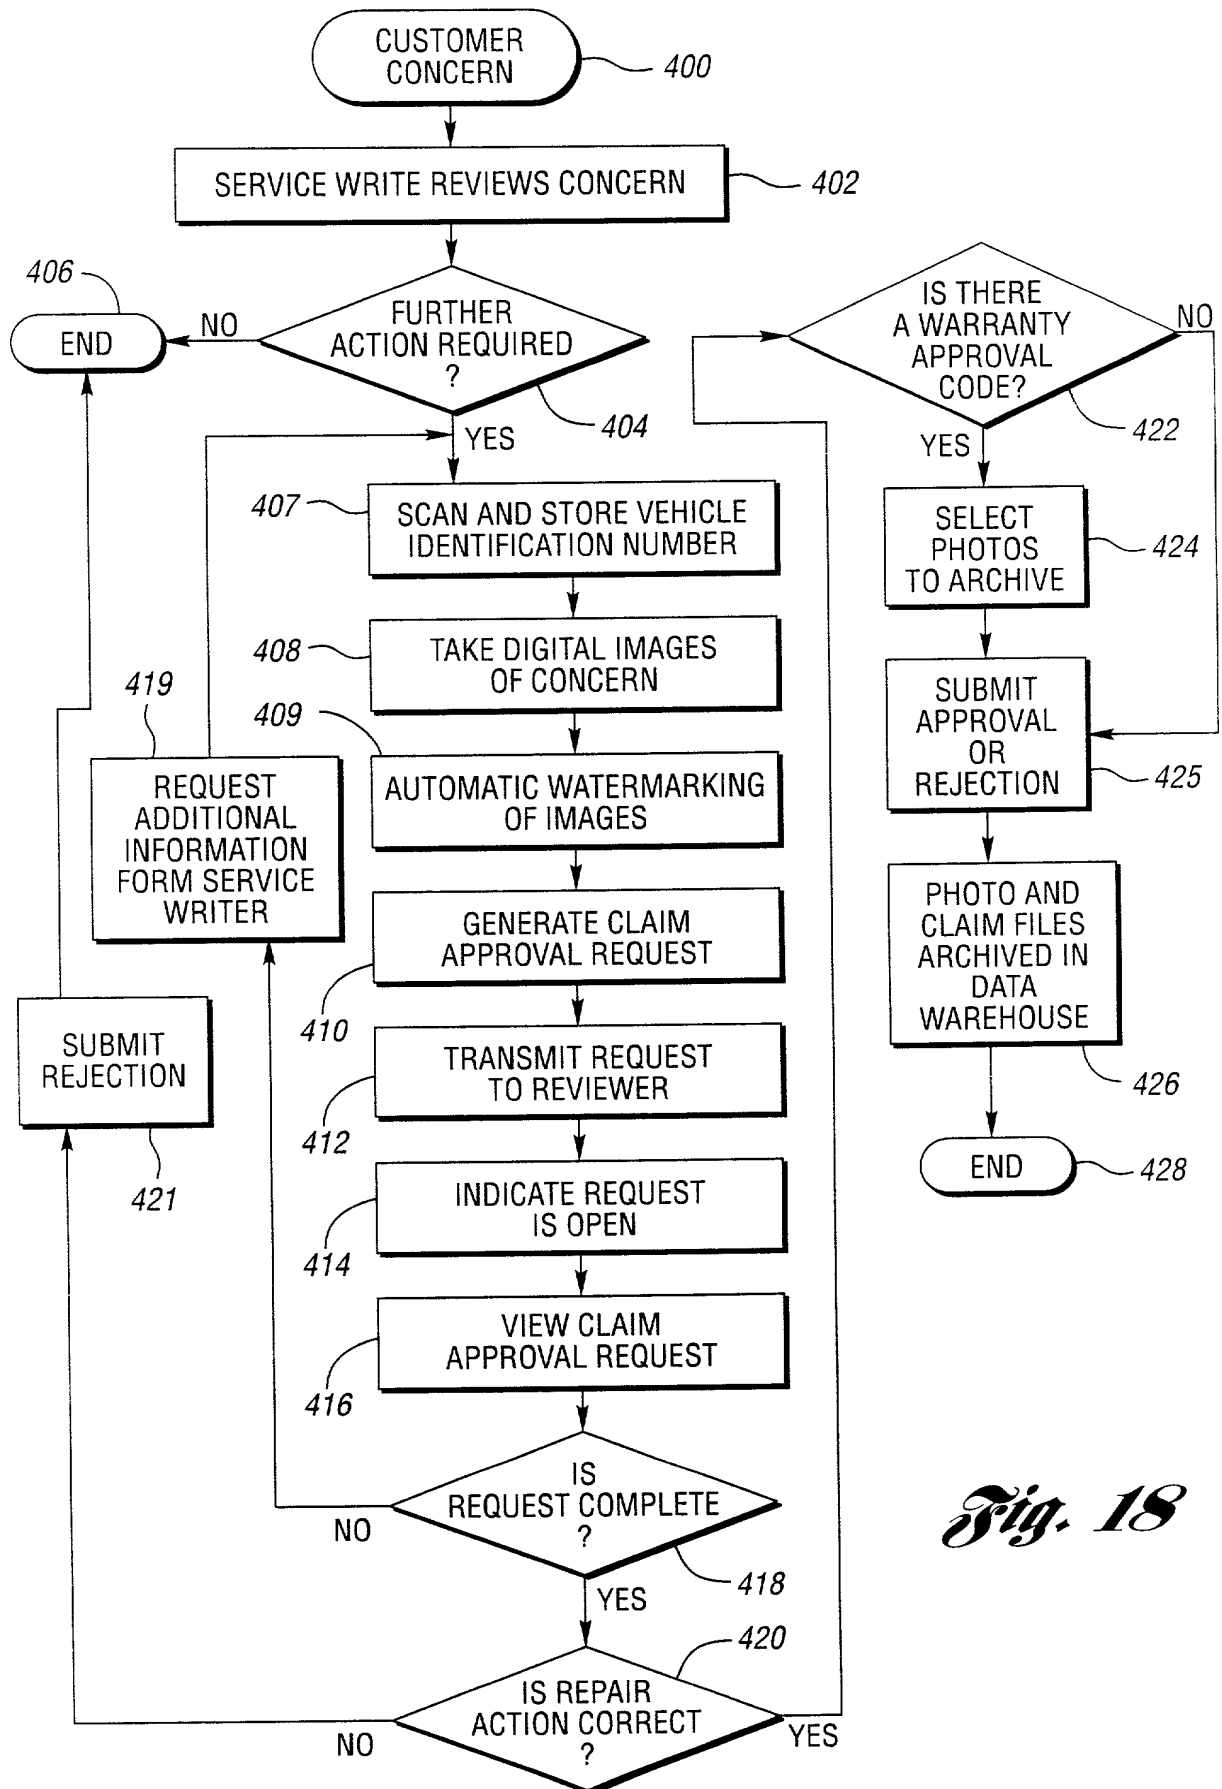 CUSTOMER
CONCERN
400
SERVICE WRITE REVIEWS CONCERN
402
FURTHER
ACTION REQUIRED
?
404
NO
406
END
YES
407
SCAN AND STORE VEHICLE
IDENTIFICATION NUMBER
408
TAKE DIGITAL IMAGES
OF CONCERN
409
AUTOMATIC WATERMARKING
OF IMAGES
GENERATE CLAIM
APPROVAL REQUEST
410
TRANSMIT REQUEST
TO REVIEWER
412
INDICATE REQUEST
IS OPEN
414
VIEW CLAIM
APPROVAL REQUEST
416
IS
REQUEST COMPLETE
?
418
NO
YES
419
REQUEST
ADDITIONAL
INFORMATION
FORM SERVICE
WRITER
420
IS REPAIR
ACTION CORRECT
?
NO
YES
SUBMIT
REJECTION
421
IS THERE
A WARRANTY
APPROVAL
CODE?
422
NO
YES
SELECT
PHOTOS
TO ARCHIVE
424
SUBMIT
APPROVAL
OR
REJECTION
425
PHOTO AND
CLAIM FILES
ARCHIVED IN
DATA
WAREHOUSE
426
END
428
Fig. 18